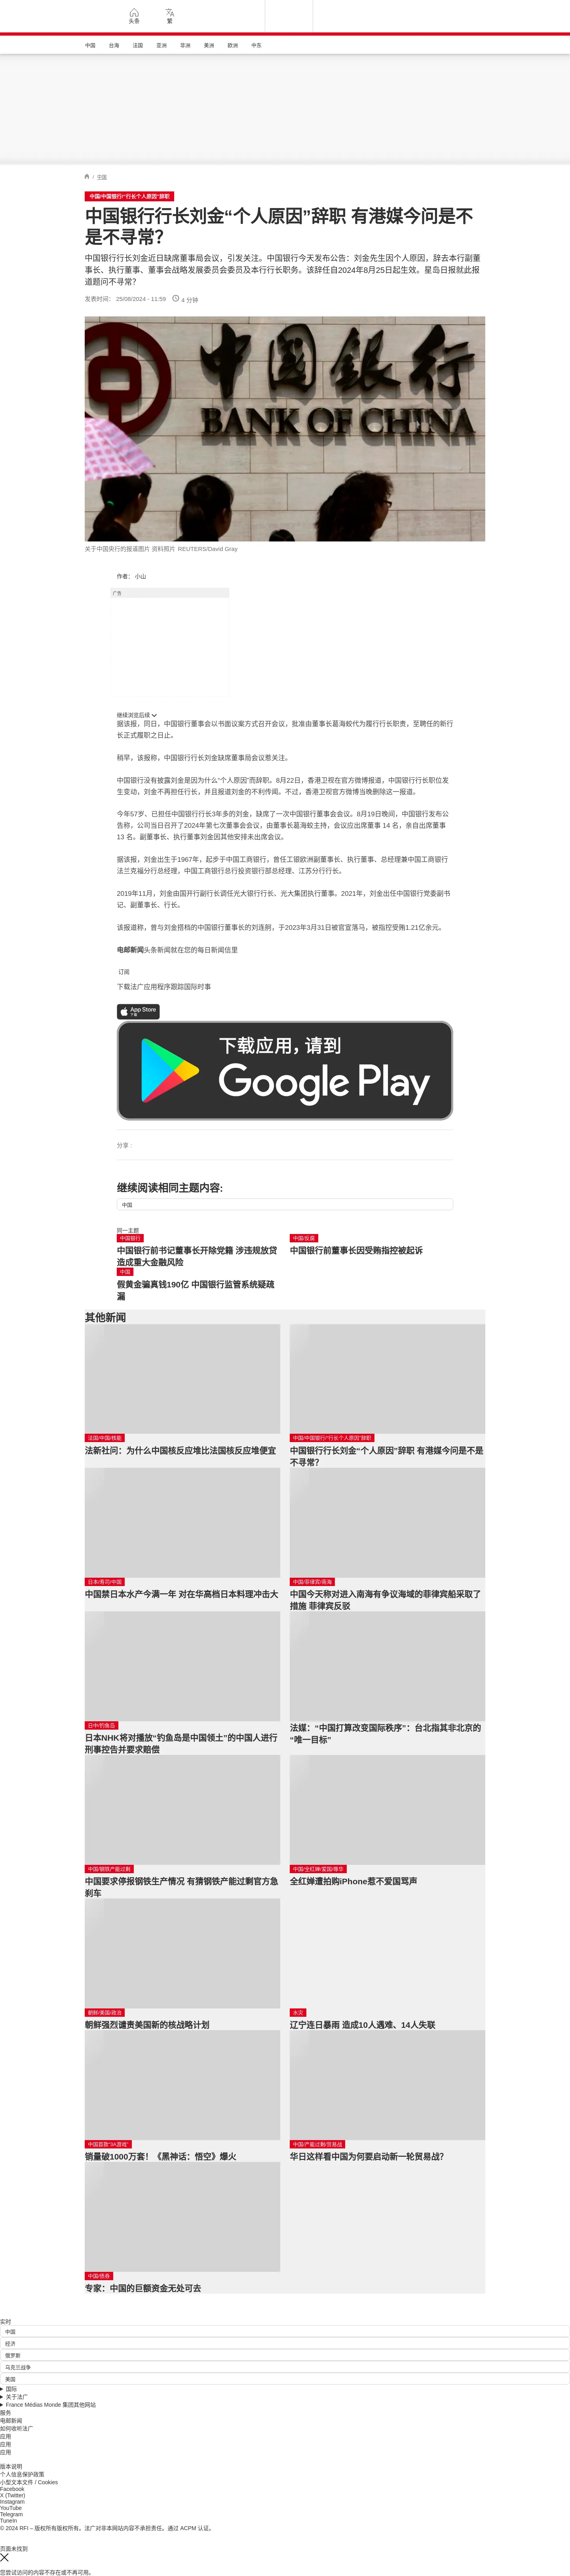 头条
繁
中国
台海
法国
亚洲
非洲
美洲
欧洲
中东
/ 中国
中国/中国银行/“行长个人原因”辞职
中国银行行长刘金“个人原因”辞职 有港媒今问是不
是不寻常？
中国银行行长刘金近日缺席董事局会议，引发关注。中国银行今天发布公告：刘金先生因个人原因，辞去本行副董
事长、执行董事、董事会战略发展委员会委员及本行行长职务。该辞任自2024年8月25日起生效。星岛日报就此报
道题问不寻常？
发表时间： 25/08/2024 - 11:59
4 分钟
中国银行
BANK OF CHINA
关于中国央行的报道图片 资料照片 REUTERS/David Gray
作者： 小山
广告
继续浏览后续
据该报，同日，中国银行董事会以书面议案方式召开会议，批准由董事长葛海蛟代为履行行长职责，至聘任的新行
长正式履职之日止。
稍早，该报称，中国银行行长刘金缺席董事局会议惹关注。
中国银行没有披露刘金是因为什么“个人原因”而辞职。8月22日，香港卫视在官方微博报道，中国银行行长职位发
生变动，刘金不再担任行长，并且报道刘金的不利传闻。不过，香港卫视官方微博当晚删除这一报道。
今年57岁、已担任中国银行行长3年多的刘金，缺席了一次中国银行董事会会议。8月19日晚间，中国银行发布公
告称，公司当日召开了2024年第七次董事会会议，由董事长葛海蛟主持，会议应出席董事 14 名，亲自出席董事
13 名。副董事长、执行董事刘金因其他安排未出席会议。
据该报，刘金出生于1967年，起步于中国工商银行，曾任工银欧洲副董事长、执行董事、总经理兼中国工商银行
法兰克福分行总经理，中国工商银行总行投资银行部总经理、江苏分行行长。
2019年11月，刘金由国开行副行长调任光大银行行长、光大集团执行董事。2021年，刘金出任中国银行党委副书
记、副董事长、行长。
该报道称，曾与刘金搭档的中国银行董事长的刘连舸，于2023年3月31日被官宣落马，被指控受贿1.21亿余元。
电邮新闻头条新闻就在您的每日新闻信里
订阅
下载法广应用程序跟踪国际时事
App Store
下载
下载应用，请到
Google Play
分享 :
继续阅读相同主题内容:
中国
同一主题
中国银行
中国银行前书记董事长开除党籍 涉违规放贷
造成重大金融风险
中国/反腐
中国银行前董事长因受贿指控被起诉
中国
假黄金骗真钱190亿 中国银行监管系统疑疏
漏
其他新闻
法国/中国/核能
法新社问：为什么中国核反应堆比法国核反应堆便宜
中国/中国银行/“行长个人原因”辞职
中国银行行长刘金“个人原因”辞职 有港媒今问是不是
不寻常？
日本/寿司/中国
中国禁日本水产今满一年 对在华高档日本料理冲击大
中国/菲律宾/南海
中国今天称对进入南海有争议海域的菲律宾船采取了
措施 菲律宾反驳
日中/钓鱼岛
日本NHK将对播放“钓鱼岛是中国领土”的中国人进行
刑事控告并要求赔偿
法媒：“中国打算改变国际秩序”：台北指其非北京的
“唯一目标”
中国/钢铁产能过剩
中国要求停报钢铁生产情况 有猜钢铁产能过剩官方急
刹车
中国/全红婵/爱国/辱华
全红婵遭拍购iPhone惹不爱国骂声
朝鲜/美国/政治
朝鲜强烈谴责美国新的核战略计划
水灾
辽宁连日暴雨 造成10人遇难、14人失联
中国首款“3A游戏”
销量破1000万套！《黑神话：悟空》爆火
中国/产能过剩/贸易战
华日这样看中国为何要启动新一轮贸易战？
中国/债务
专家：中国的巨额资金无处可去
实时
中国
经济
俄罗斯
乌克兰战争
美国
国际
关于法广
France Médias Monde 集团其他网站
服务
电邮新闻
如何收听法广
应用
应用
应用
版本说明
个人信息保护政策
小型文本文件 / Cookies
Facebook
X (Twitter)
Instagram
YouTube
Telegram
TuneIn
© 2024 RFI – 版权所有版权所有。法广对非本网站内容不承担责任。通过 ACPM 认证。
页面未找到
您尝试访问的内容不存在或不再可用。